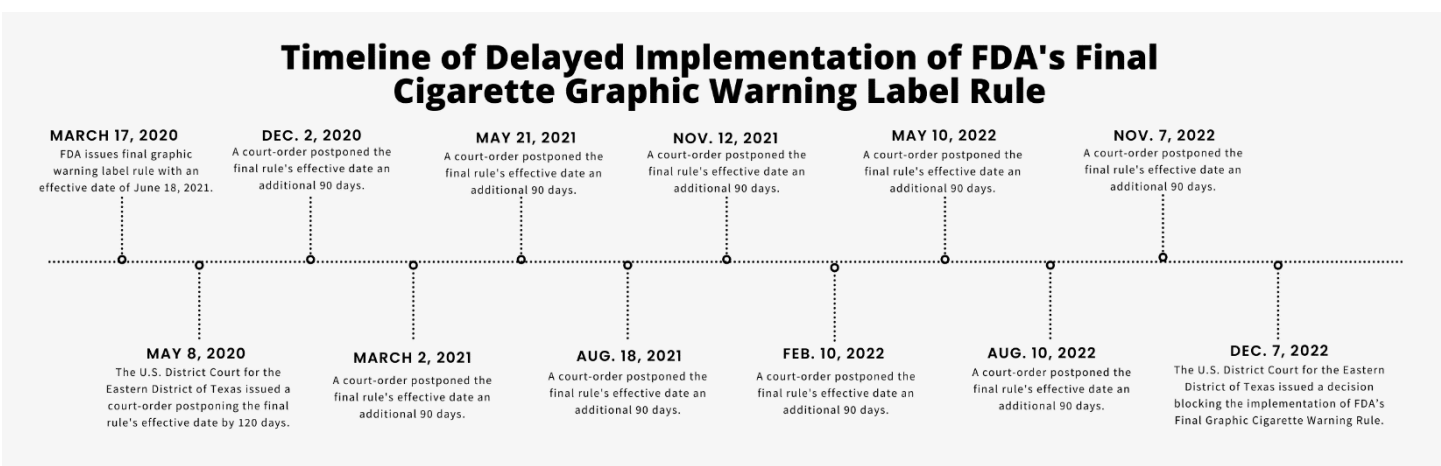 Timeline of Delayed Implementation of FDA's Final
Cigarette Graphic Warning Label Rule
MARCH 17, 2020
FDA issues final graphic
warning label rule with an
effective date of June 18, 2021.
MAY 8, 2020
The U.S. District Court for the
Eastern District of Texas issued a
court-order postponing the final
rule's effective date by 120 days.
DEC. 2, 2020
A court-order postponed the
final rule's effective date an
additional 90 days.
MARCH 2, 2021
A court-order postponed the
final rule's effective date an
additional 90 days.
MAY 21, 2021
A court-order postponed the
final rule's effective date an
additional 90 days.
AUG. 18, 2021
A court-order postponed the
final rule's effective date an
additional 90 days.
NOV. 12, 2021
A court-order postponed the
final rule's effective date an
additional 90 days.
FEB. 10, 2022
A court-order postponed the
final rule's effective date an
additional 90 days.
MAY 10, 2022
A court-order postponed the
final rule's effective date an
additional 90 days.
AUG. 10, 2022
A court-order postponed the
final rule's effective date an
additional 90 days.
NOV. 7, 2022
A court-order postponed the
final rule's effective date an
additional 90 days.
DEC. 7, 2022
The U.S. District Court for the Eastern
District of Texas issued a decision
blocking the implementation of FDA's
Final Graphic Cigarette Warning Rule.